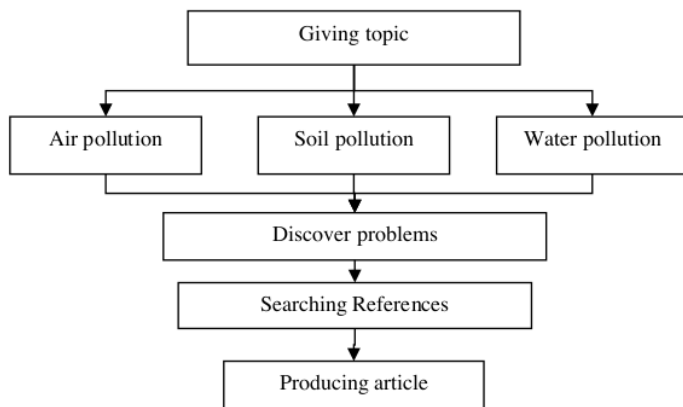 Giving topic
Air pollution
Soil pollution
Water pollution
Discover problems
Searching References
Producing article